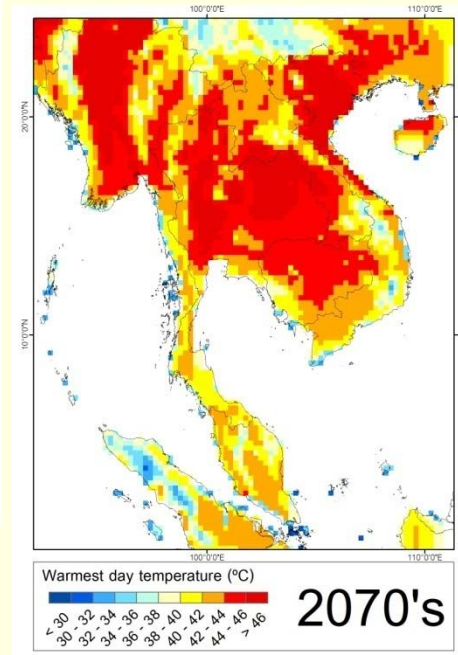 100°0'0"E
110°0'0"E
20°0'0"N
10°0'0"N
100°0'0"E
110°0'0"E
Warmest day temperature (ºC)
< 30
30 - 32
32 - 34
34 - 36
36 - 38
38 - 40
40 - 42
42 - 44
44 - 46
> 46
2070's